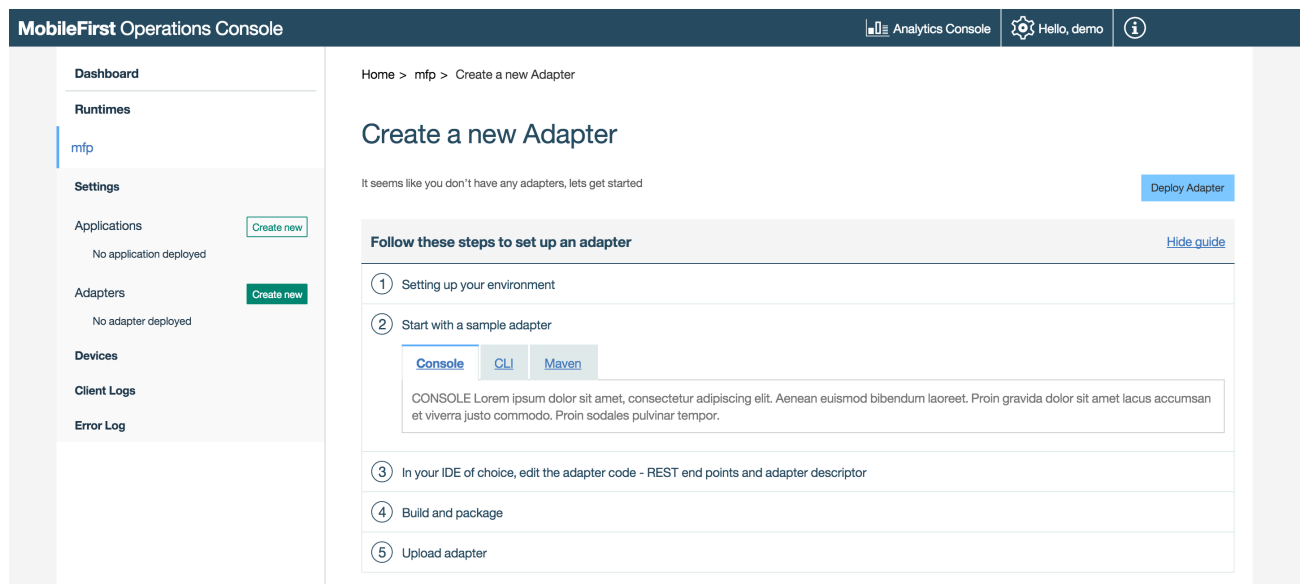 MobileFirst Operations Console
Analytics Console
Hello, demo
Dashboard
Runtimes
mfp
Settings
Applications
Create new
No application deployed
Adapters
Create new
No adapter deployed
Devices
Client Logs
Error Log
Home > mfp > Create a new Adapter
Create a new Adapter
It seems like you don't have any adapters, lets get started
Deploy Adapter
Follow these steps to set up an adapter
Hide guide
1 Setting up your environment
2 Start with a sample adapter
Console CLI Maven
CONSOLE Lorem ipsum dolor sit amet, consectetur adipiscing elit. Aenean euismod bibendum laoreet. Proin gravida dolor sit amet lacus accumsan
et viverra justo commodo. Proin sodales pulvinar tempor.
3 In your IDE of choice, edit the adapter code - REST end points and adapter descriptor
4 Build and package
5 Upload adapter